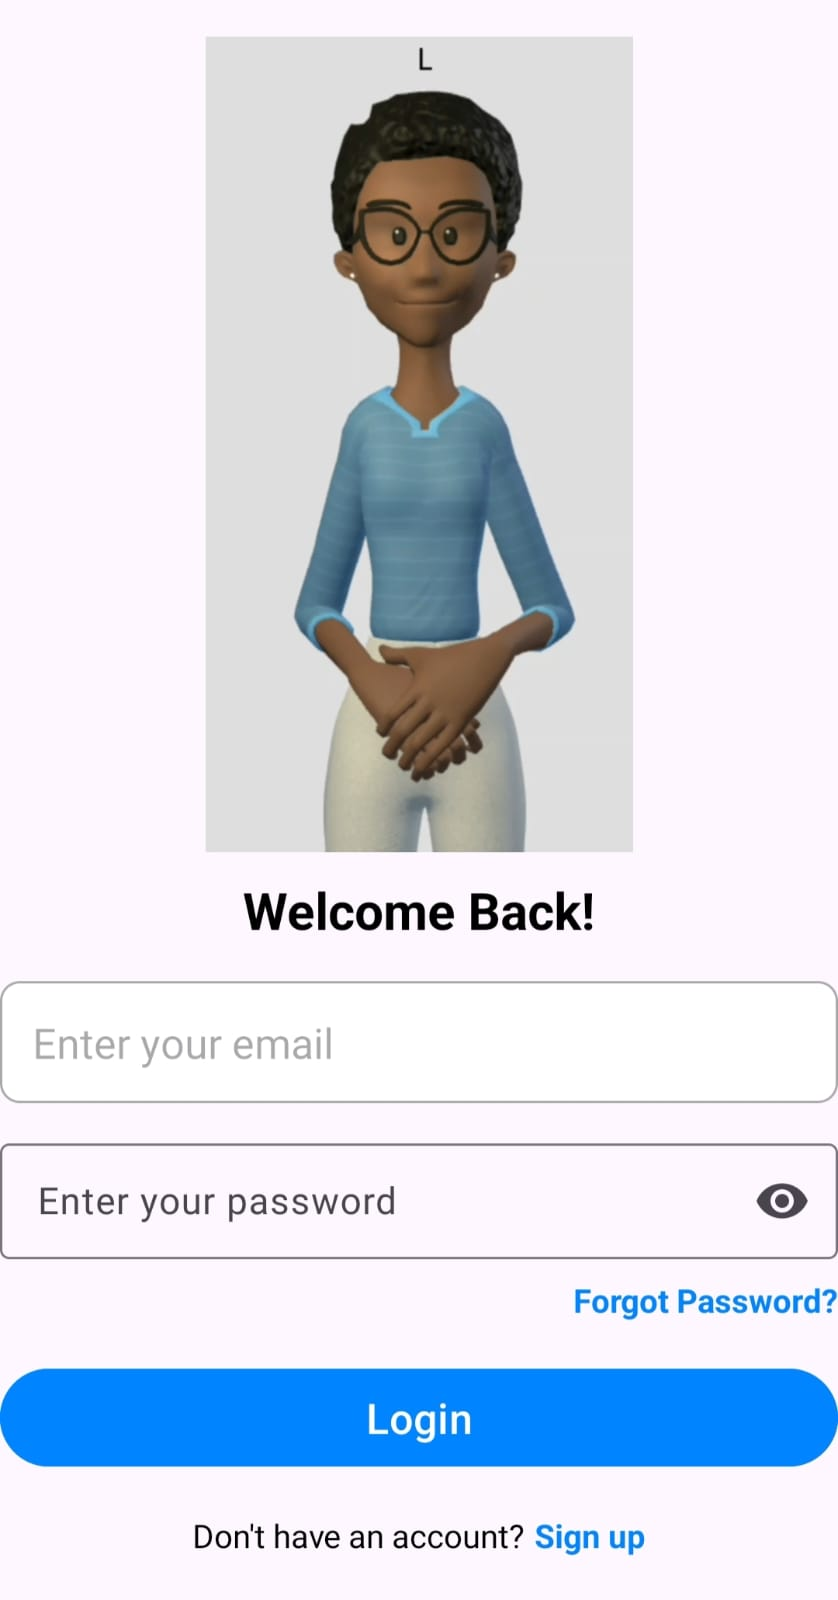 L
Welcome Back!
Enter your email
Enter your password
Forgot Password?
Login
Don't have an account? Sign up